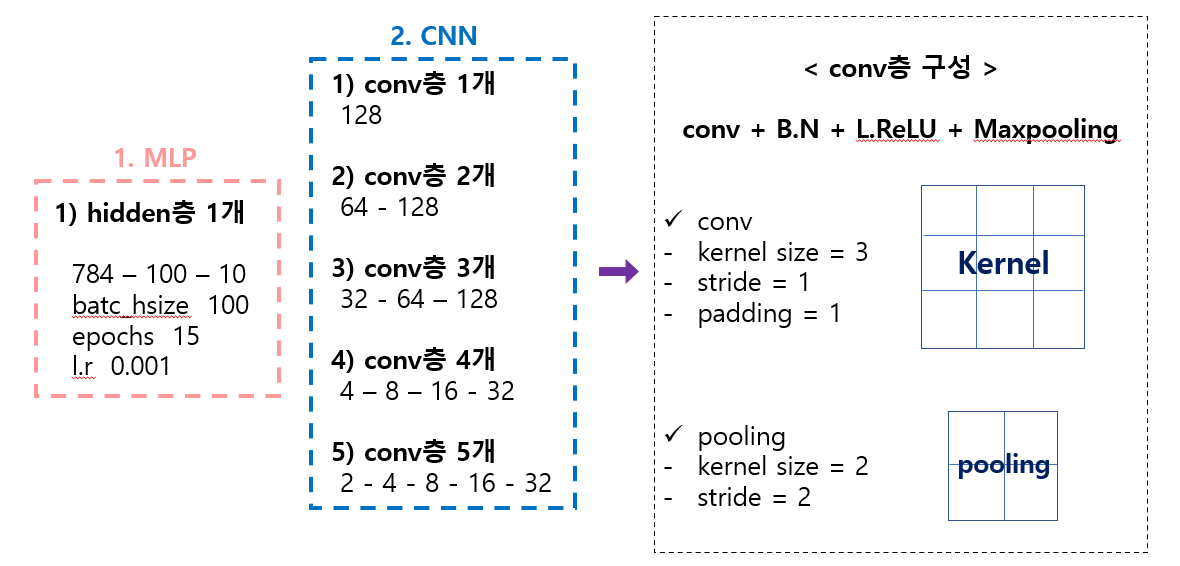 1. MLP
1) hidden층 1개
784 – 100 – 10
batc_hsize 100
epochs 15
l.r 0.001
2. CNN
1) conv층 1개
128
2) conv층 2개
64 - 128
3) conv층 3개
32 - 64 – 128
4) conv층 4개
4 – 8 – 16 - 32
5) conv층 5개
2 - 4 - 8 - 16 - 32
< conv층 구성 >
conv + B.N + L.ReLU + Maxpooling
✓ conv
- kernel size = 3
- stride = 1
- padding = 1
Kernel
✓ pooling
- kernel size = 2
- stride = 2
pooling